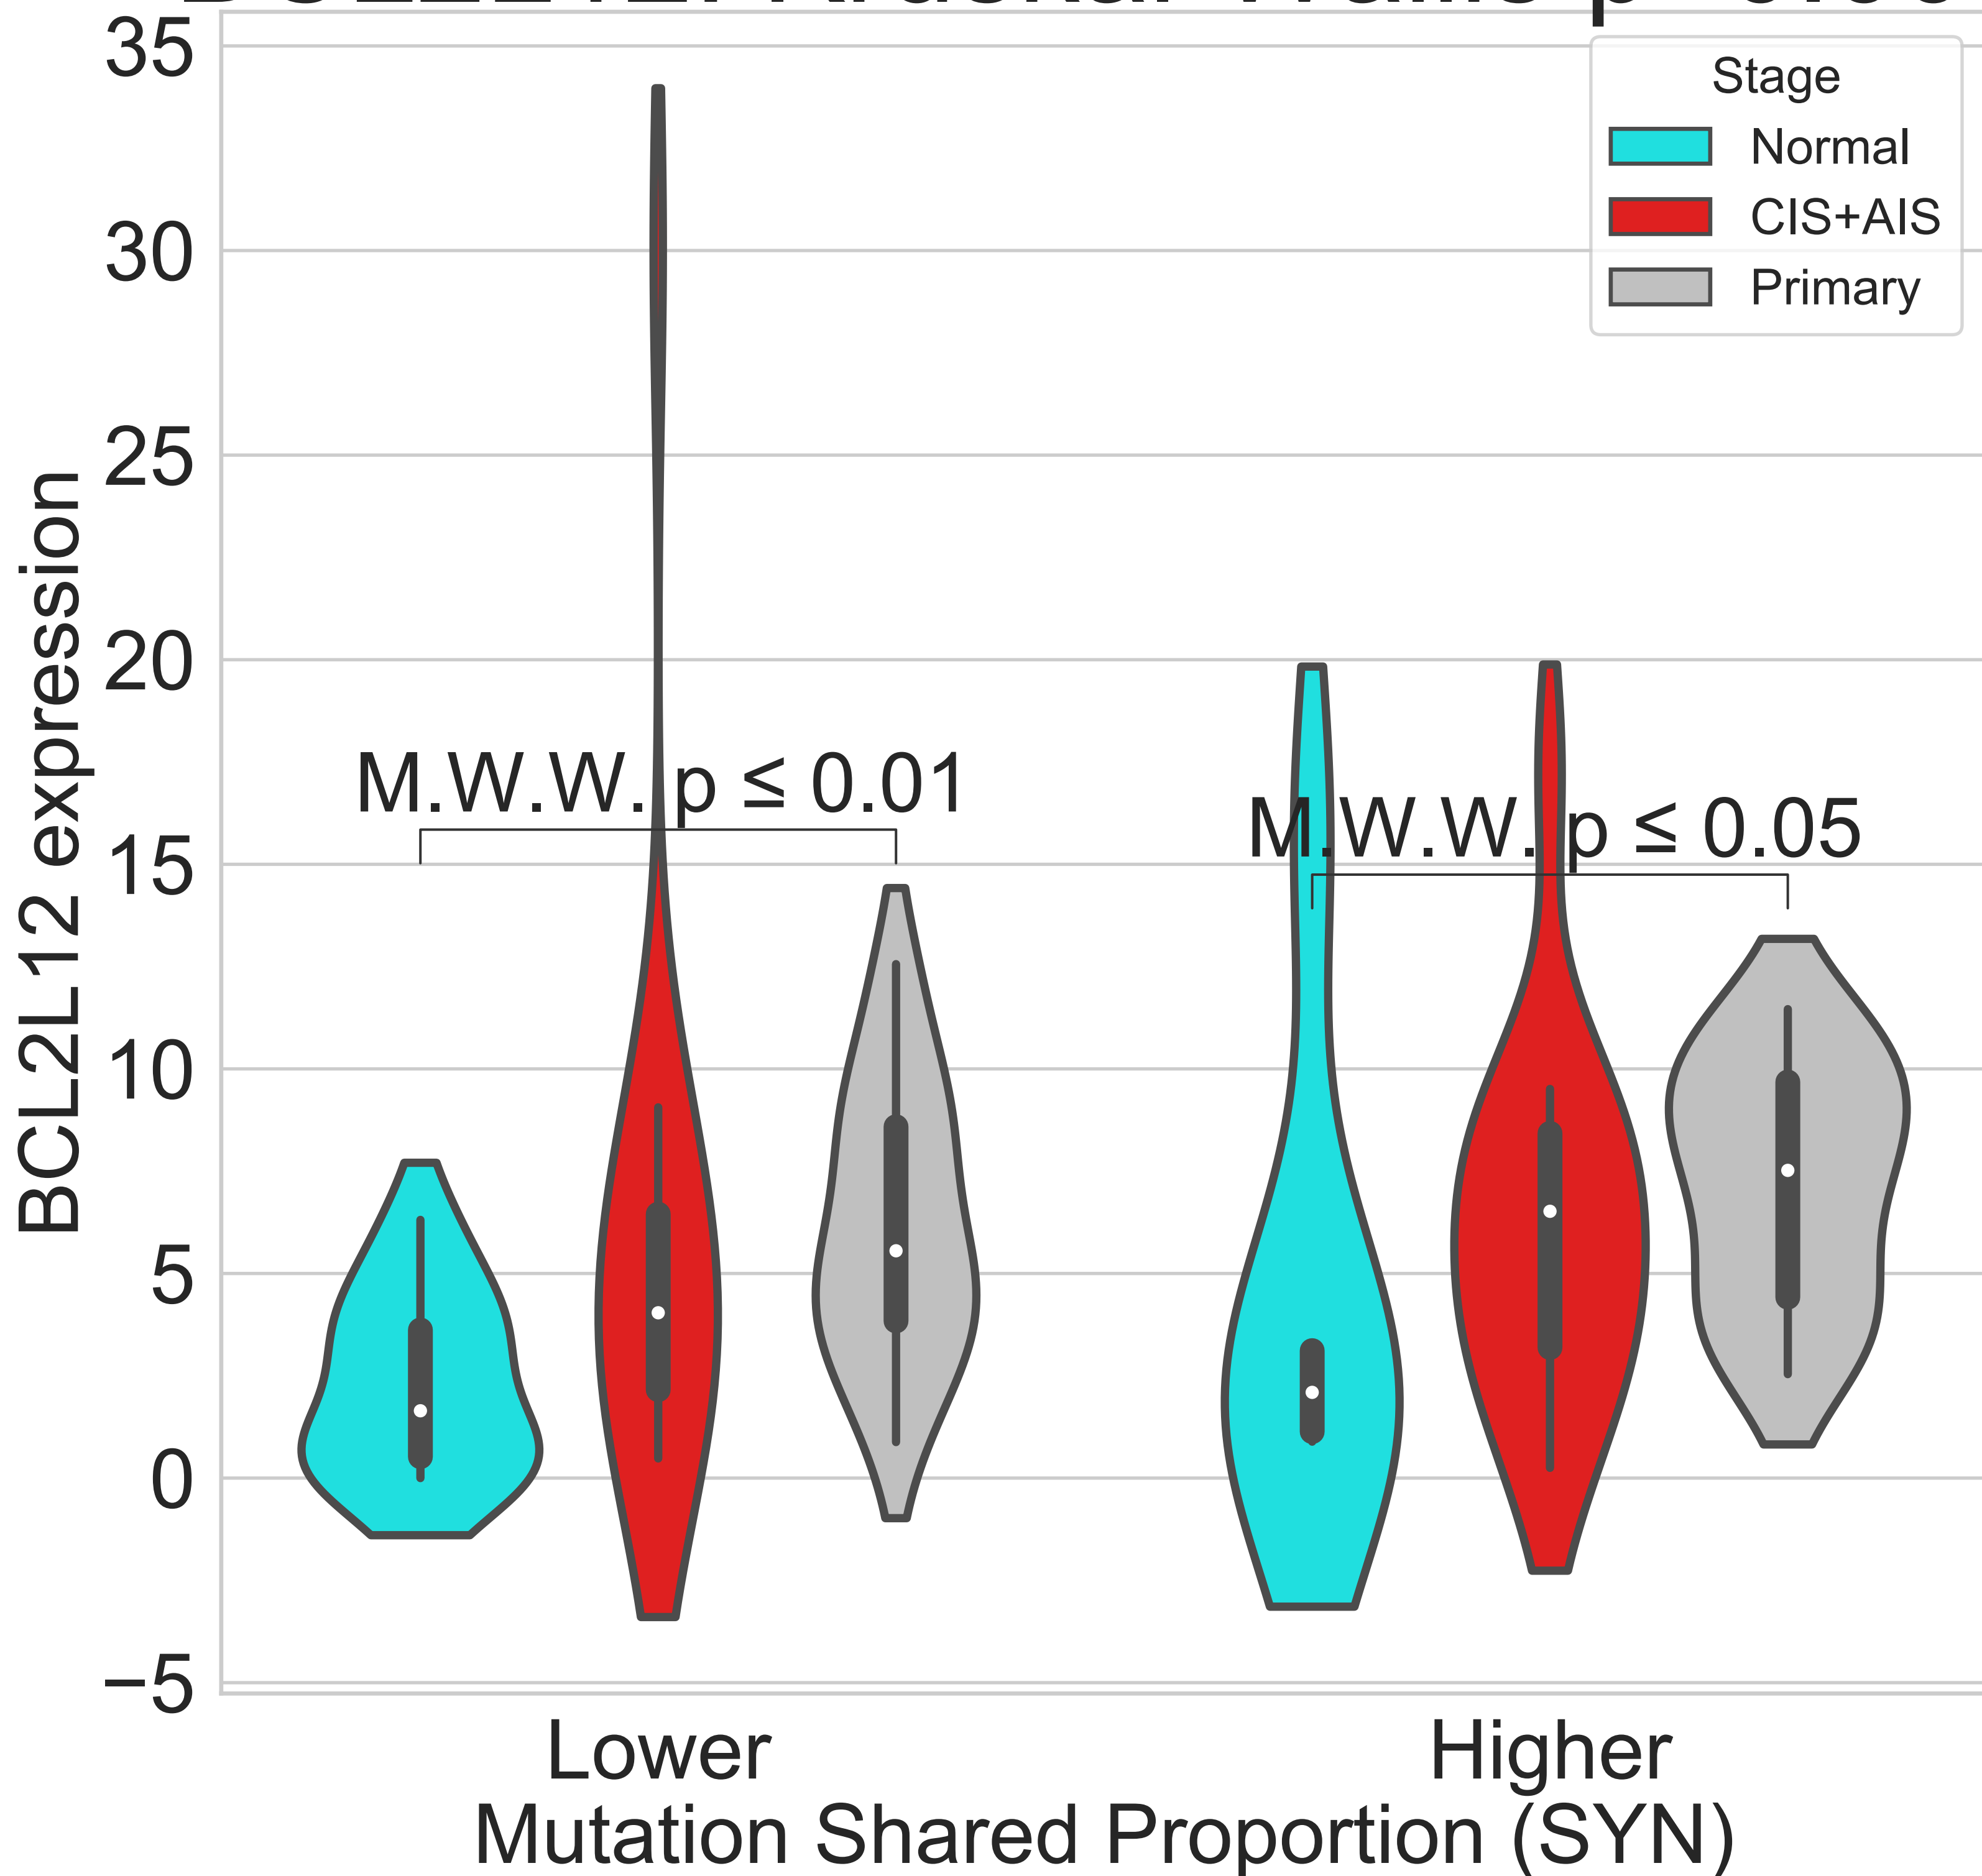 35
30
25
20
15
10
5
0
−5
BCL2L12 expression
Stage
Normal
CIS+AIS
Primary
M.W.W. p ≤ 0.01
M.W.W. p ≤ 0.05
Lower
Higher
Mutation Shared Proportion (SYN)